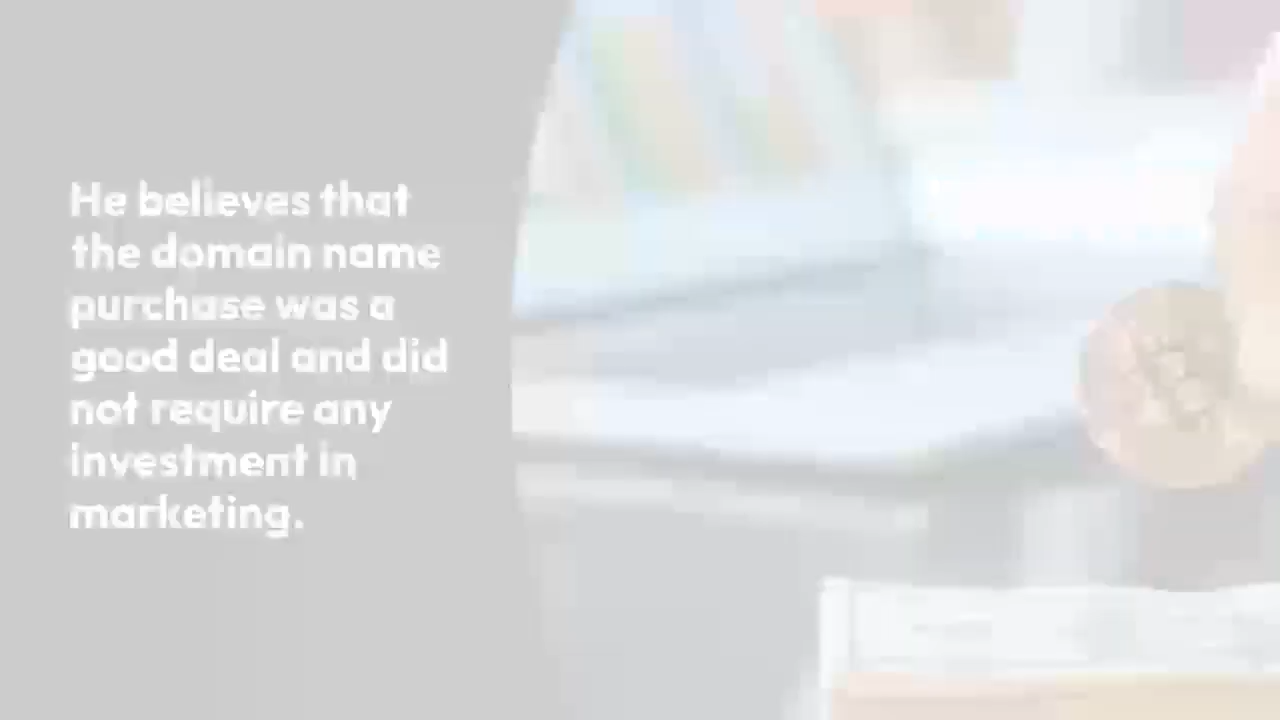 He believes that
the domain name
purchase was a
good deal and did
not require any
investment in
marketing.